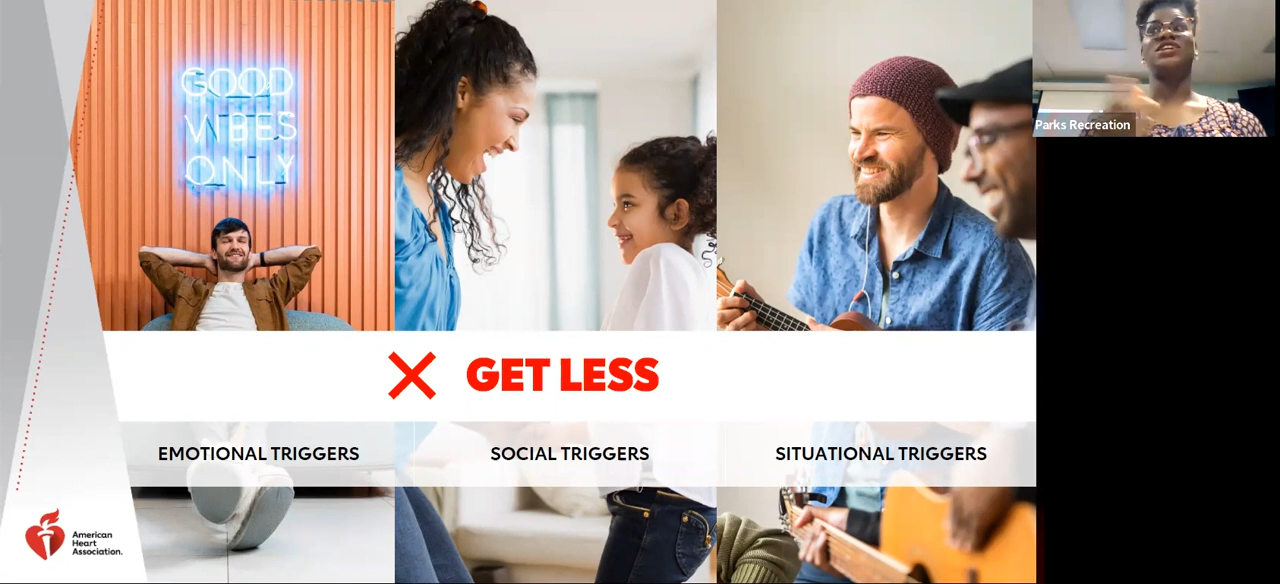 GOOD
VIBES
ONLY
Parks Recreation
GET LESS
EMOTIONAL TRIGGERS
SOCIAL TRIGGERS
SITUATIONAL TRIGGERS
American
Heart
Association.